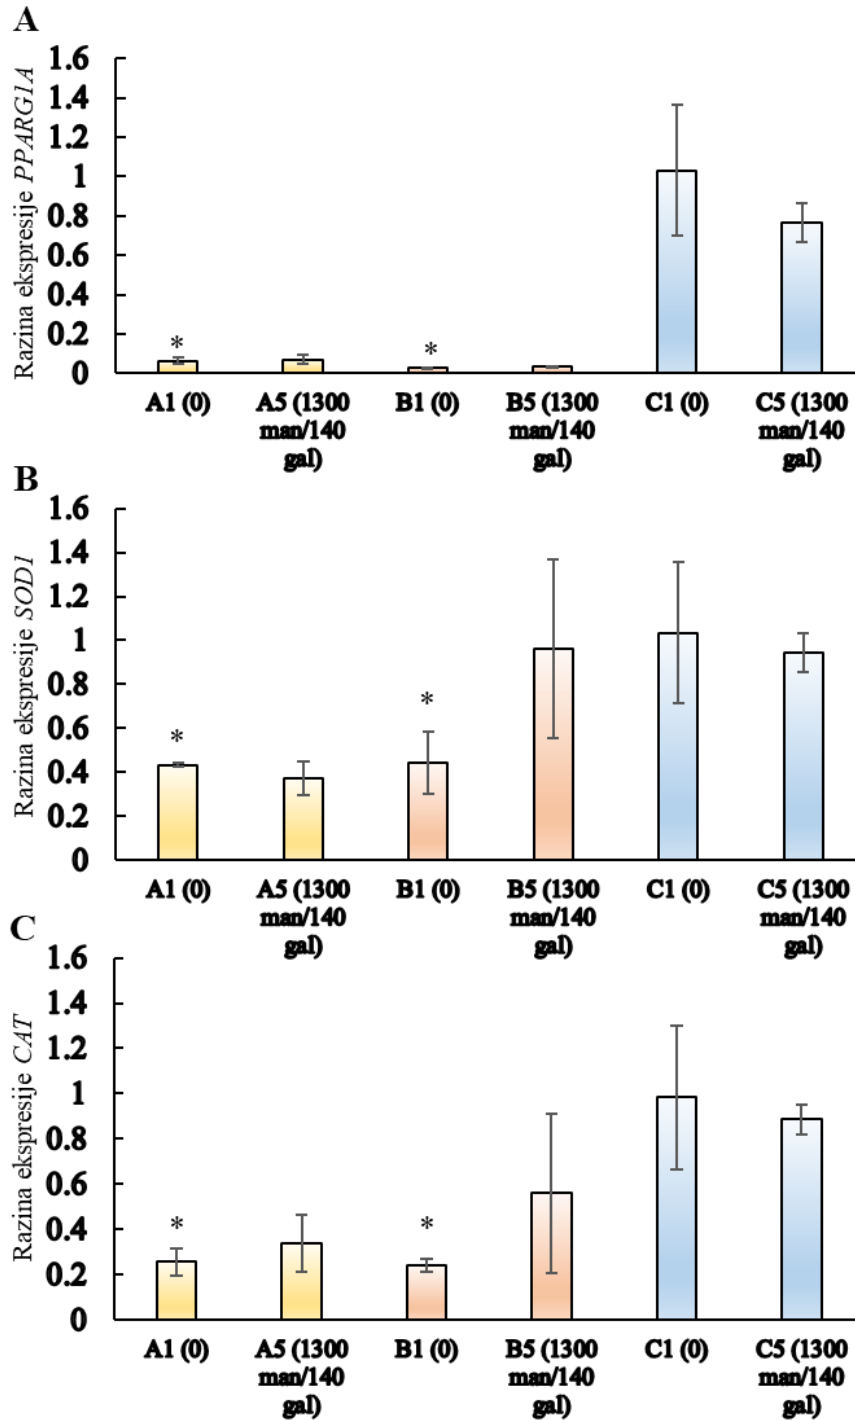 A
Razina ekspresije PPARG1A
1.6
1.4
1.2
1
0.8
0.6
0.4
0.2
0
*
*
A1 (0)
A5 (1300
man/140
gal)
B1 (0)
B5 (1300
man/140
gal)
C1 (0)
C5 (1300
man/140
gal)
B
Razina ekspresije SOD1
1.6
1.4
1.2
1
0.8
0.6
0.4
0.2
0
*
*
A1 (0)
A5 (1300
man/140
gal)
B1 (0)
B5 (1300
man/140
gal)
C1 (0)
C5 (1300
man/140
gal)
C
Razina ekspresije CAT
1.6
1.4
1.2
1
0.8
0.6
0.4
0.2
0
*
*
A1 (0)
A5 (1300
man/140
gal)
B1 (0)
B5 (1300
man/140
gal)
C1 (0)
C5 (1300
man/140
gal)